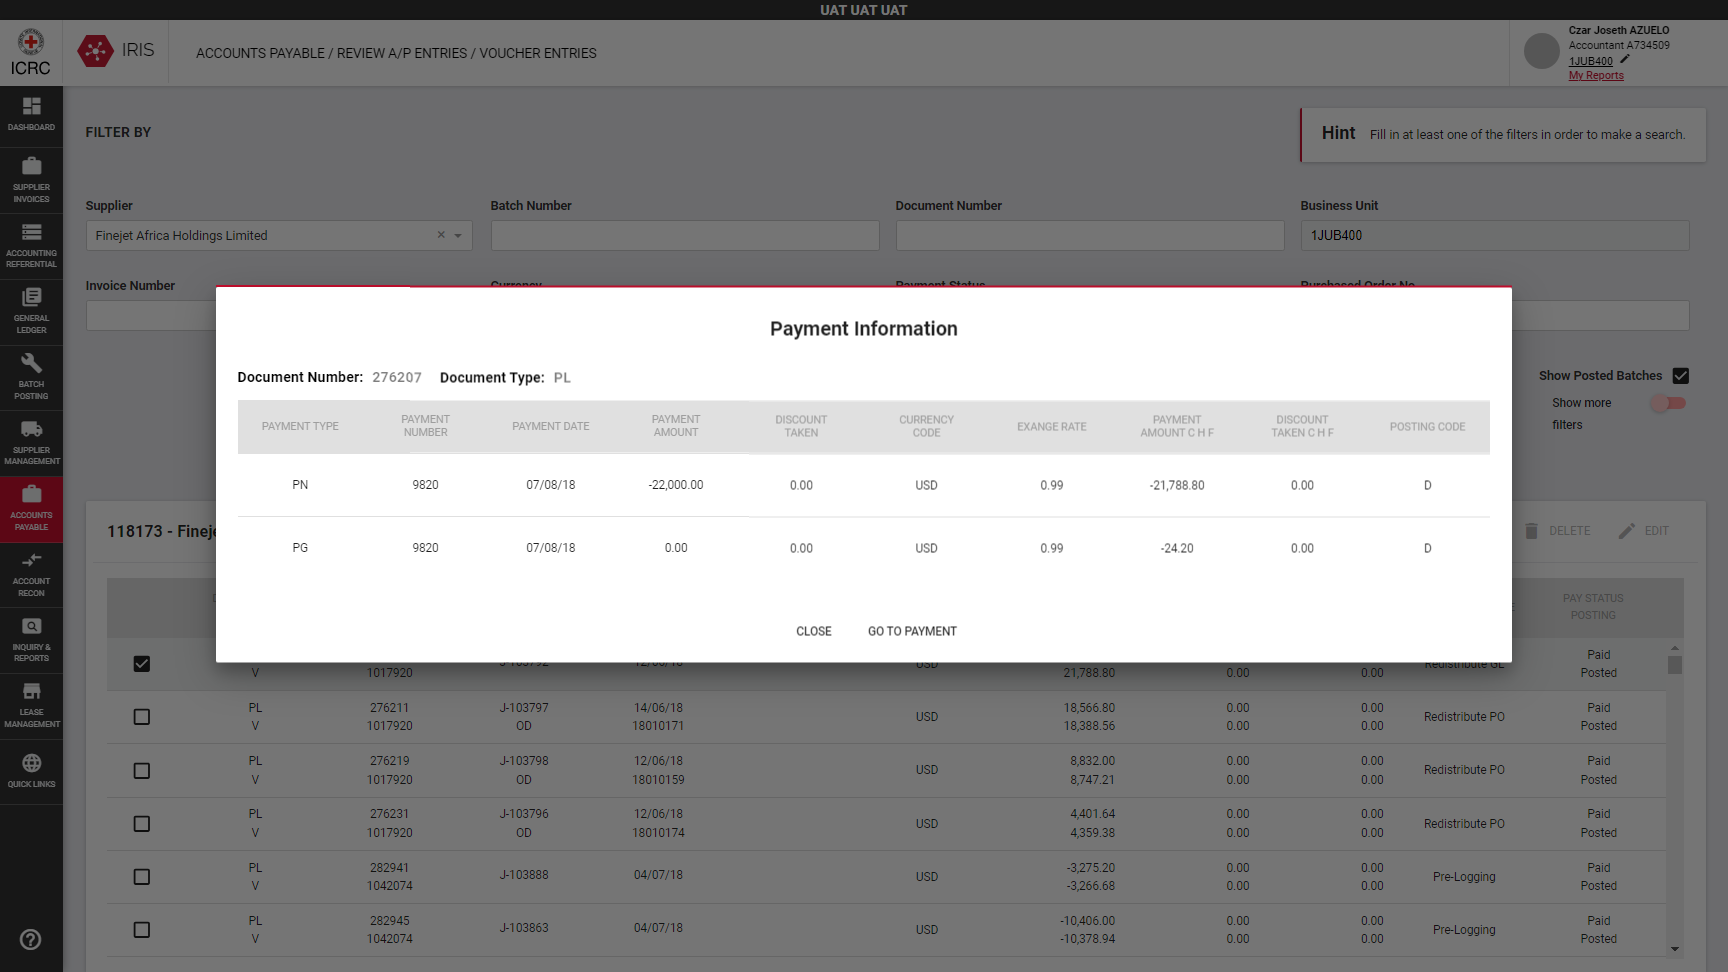 UAT UAT UAT
ICRC
IRIS
ACCOUNTS PAYABLE / REVIEW A/P ENTRIES / VOUCHER ENTRIES
Czar Joseth AZUELO
Accountant A734509
1JUB400
My Reports
DASHBOARD
SUPPLIER
INVOICES
ACCOUNTING
REFERENTIAL
GENERAL
LEDGER
BATCH
POSTING
SUPPLIER
MANAGEMENT
ACCOUNTS
PAYABLE
ACCOUNT
RECON
INQUIRY &
REPORTS
LEASE
MANAGEMENT
QUICK LINKS
FILTER BY
Hint Fill in at least one of the filters in order to make a search.
Supplier Batch Number Document Number Business Unit
Finejet Africa Holdings Limited 1JUB400
Invoice Number Currency Payment Status Purchased Order No
Show Posted Batches
Show more
filters
Payment Information
Document Number: 276207 Document Type: PL
PAYMENT TYPE PAYMENT NUMBER PAYMENT DATE PAYMENT AMOUNT DISCOUNT TAKEN CURRENCY CODE EXANGE RATE PAYMENT AMOUNT C H F DISCOUNT TAKEN C H F POSTING CODE
PN 9820 07/08/18 -22,000.00 0.00 USD 0.99 -21,788.80 0.00 D
PG 9820 07/08/18 0.00 0.00 USD 0.99 -24.20 0.00 D
CLOSE GO TO PAYMENT
118173 - Fineje
DELETE EDIT
PAY STATUS
POSTING
J-103792 12/06/18 USD Redistribute GL Paid
V 1017920 21,788.80 0.00 0.00 Posted
PL 276211 J-103797 14/06/18 USD 18,566.80 0.00 0.00 Redistribute PO Paid
V 1017920 OD 18010171 18,388.56 0.00 0.00 Posted
PL 276219 J-103798 12/06/18 USD 8,832.00 0.00 0.00 Redistribute PO Paid
V 1017920 OD 18010159 8,747.21 0.00 0.00 Posted
PL 276231 J-103796 12/06/18 USD 4,401.64 0.00 0.00 Redistribute PO Paid
V 1017920 OD 18010174 4,359.38 0.00 0.00 Posted
PL 282941 J-103888 04/07/18 USD -3,275.20 0.00 0.00 Pre-Logging Paid
V 1042074 -3,266.68 0.00 0.00 Posted
PL 282945 J-103863 04/07/18 USD -10,406.00 0.00 0.00 Pre-Logging Paid
V 1042074 -10,378.94 0.00 0.00 Posted